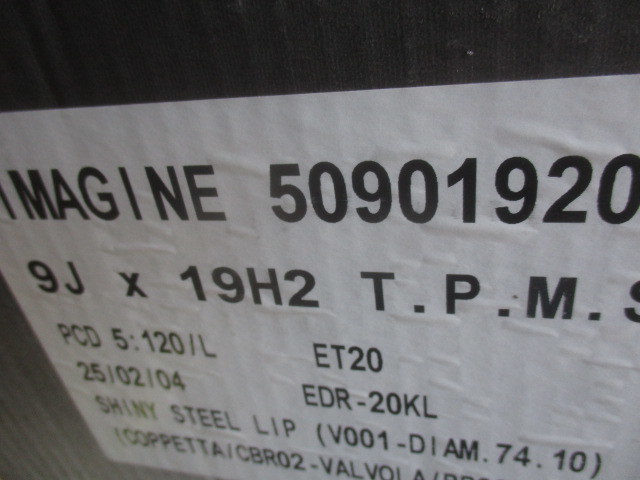 IMAGINE 50901920
9J x 19H2 T.P.M.S
PCD 5:120/L ET20
25/02/04 EDR-20KL
SHINY STEEL LIP (V001-DIAM.74.10)
(COPPETTA/CBR02-VALVOLA/